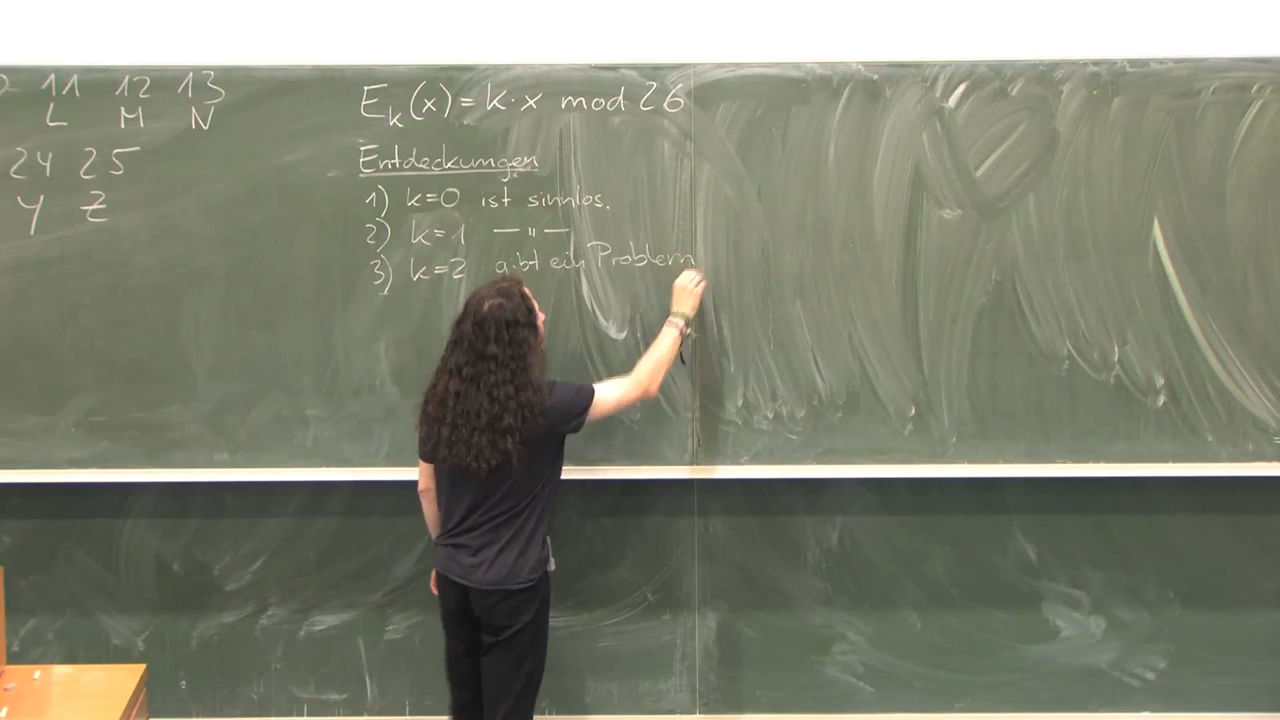 11 12 13
L M N
24 25
Y Z
E_k(x) = k·x mod 26
Entdeckungen
1) k=0 ist sinnlos.
2) k=1 —"—
3) k=2 gibt ein Problem